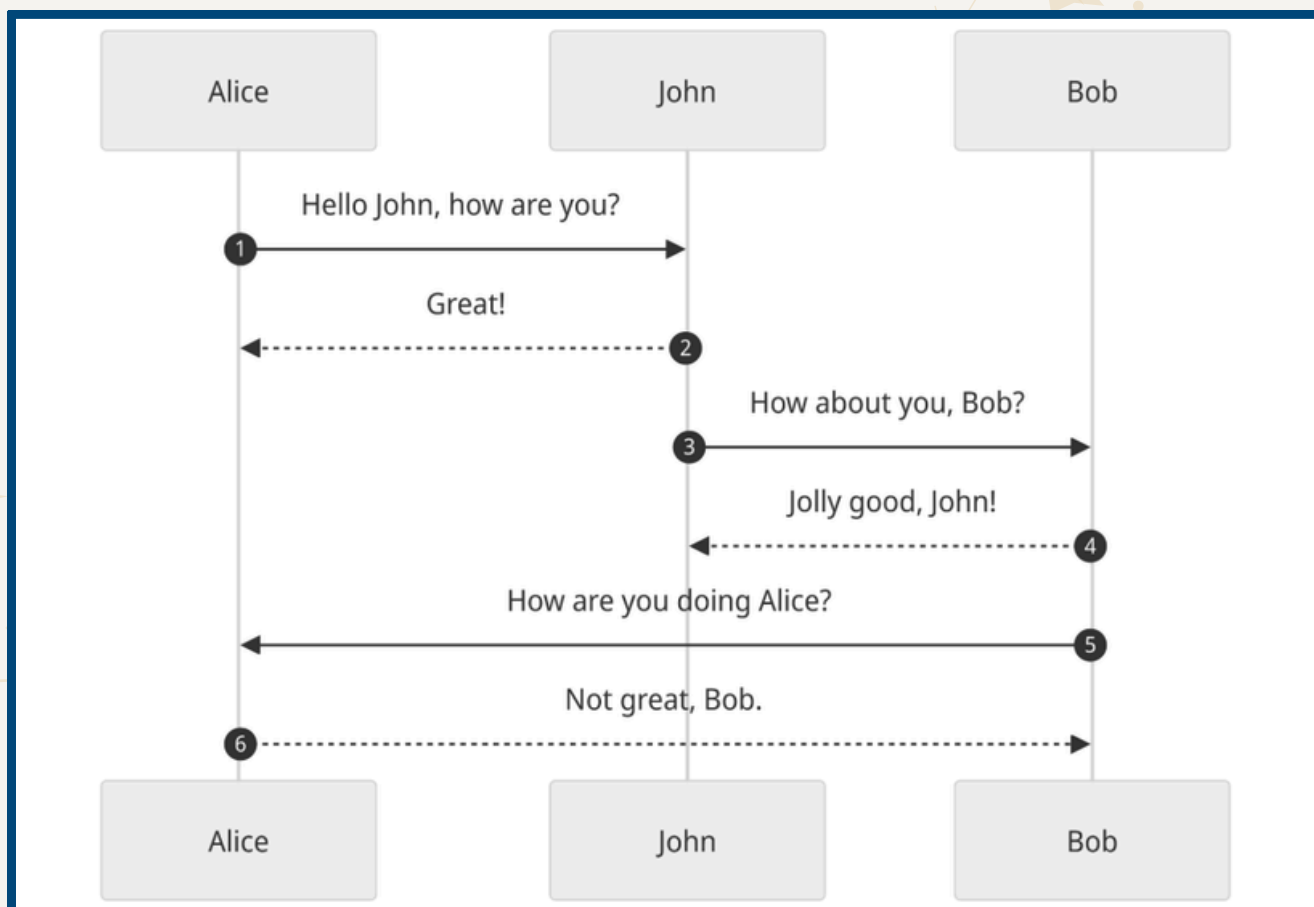 Alice
John
Bob
Hello John, how are you?
1
Great!
2
How about you, Bob?
3
Jolly good, John!
4
How are you doing Alice?
5
Not great, Bob.
6
Alice
John
Bob